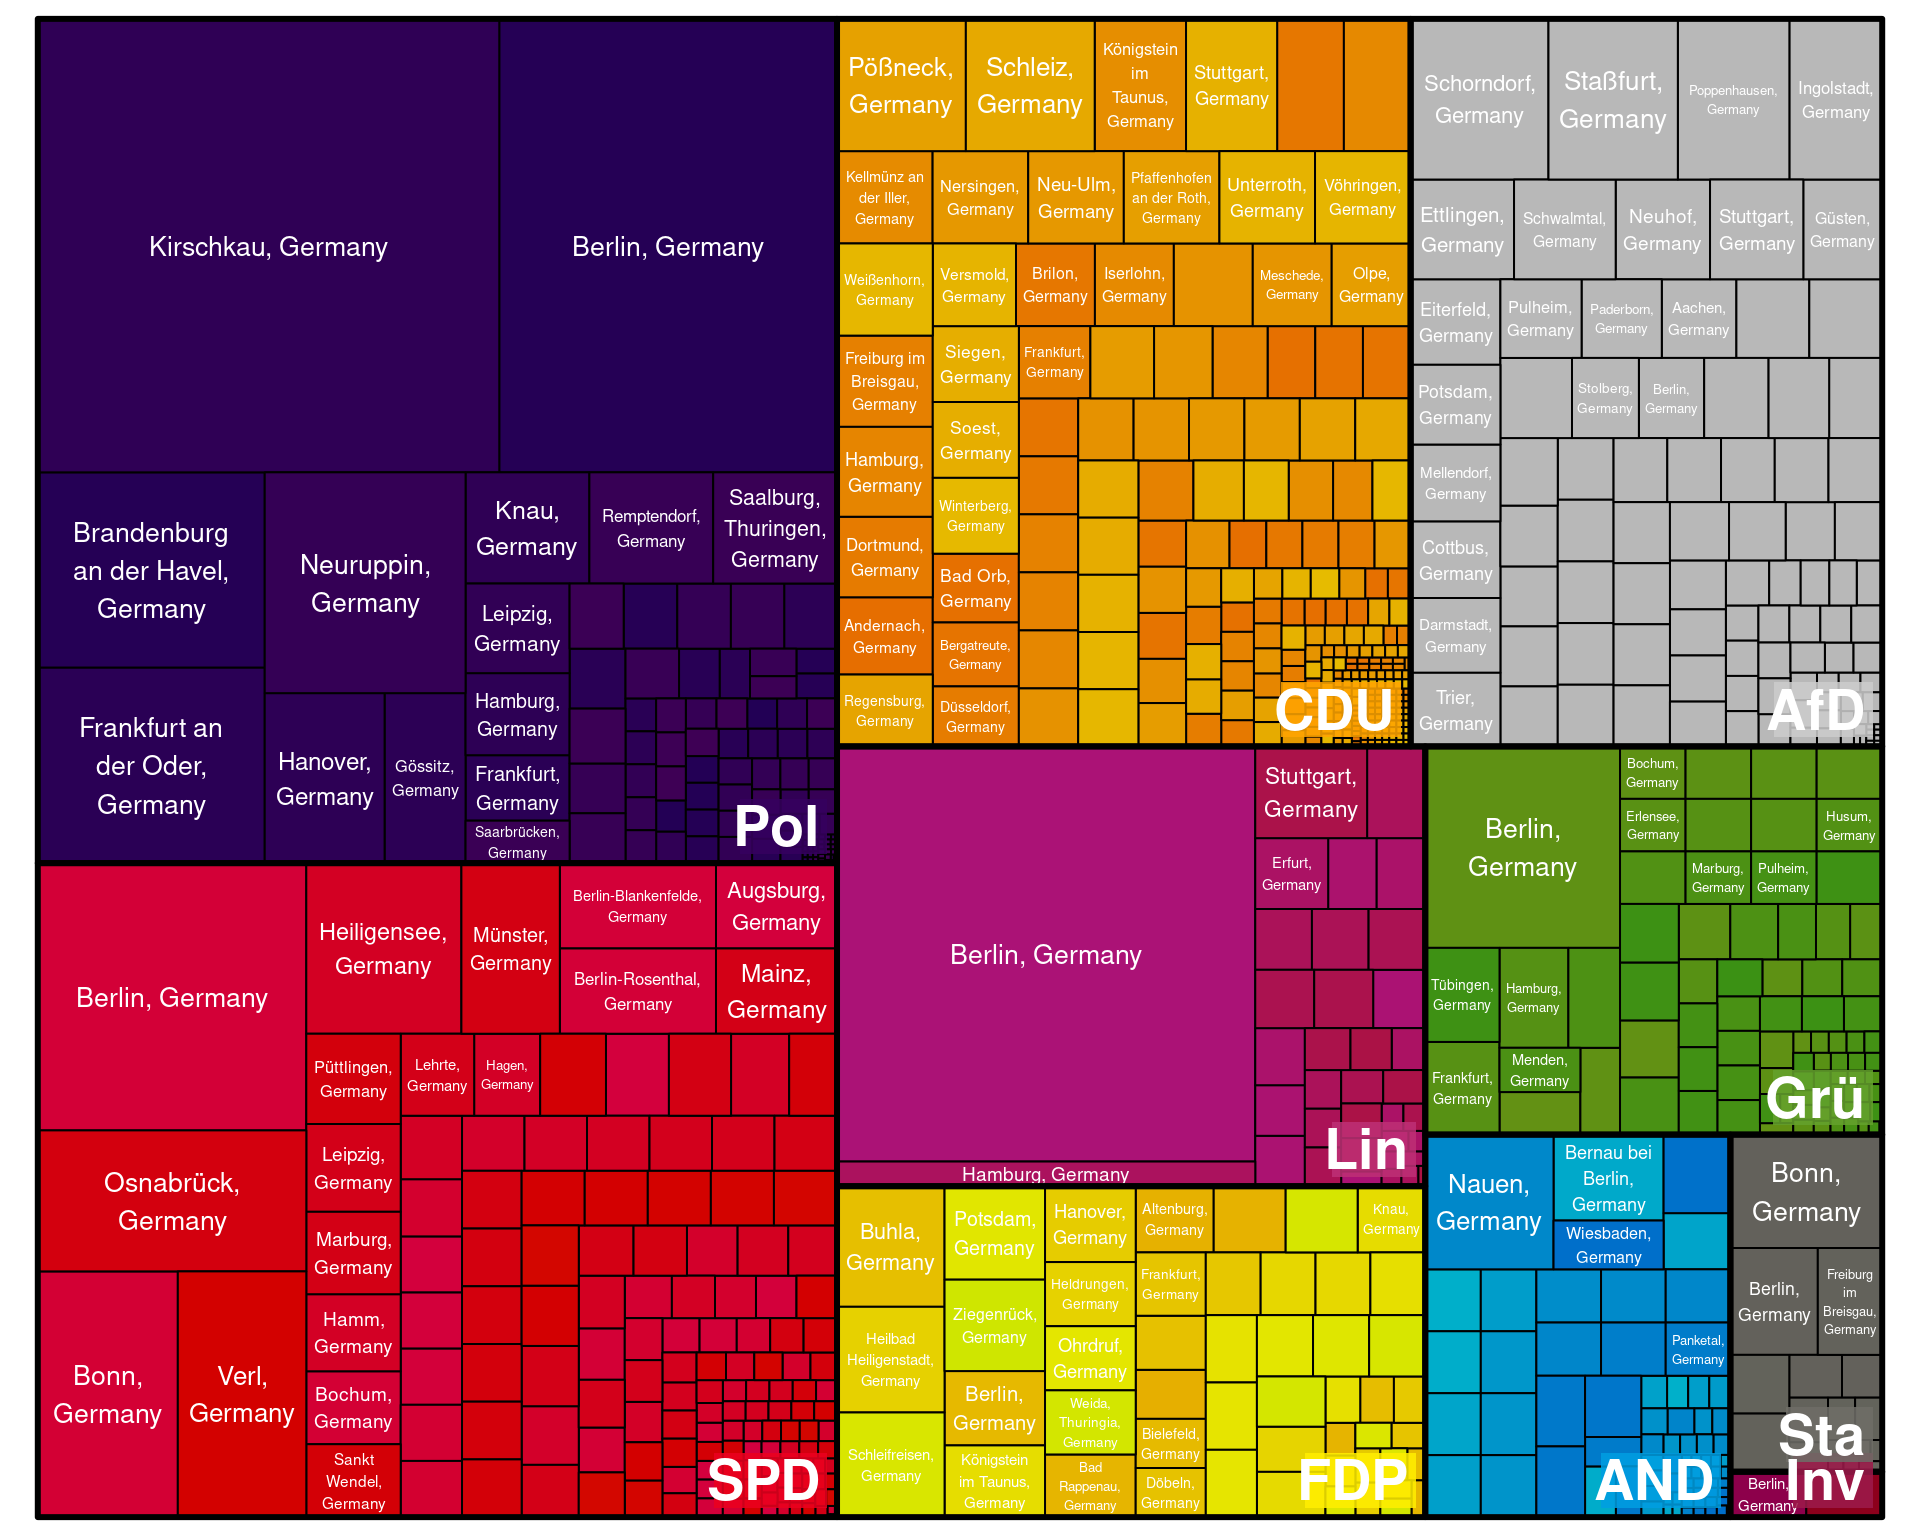 Kirschkau, Germany
Berlin, Germany
Brandenburg
an der Havel,
Germany
Frankfurt an
der Oder,
Germany
Neuruppin,
Germany
Hanover,
Germany
Gössitz,
Germany
Knau,
Germany
Remptendorf,
Germany
Saalburg,
Thuringen,
Germany
Leipzig,
Germany
Hamburg,
Germany
Frankfurt,
Germany
Saarbrücken,
Germany
Pol
Pößneck,
Germany
Schleiz,
Germany
Königstein
im
Taunus,
Germany
Stuttgart,
Germany
Kellmünz an
der Iller,
Germany
Nersingen,
Germany
Neu-Ulm,
Germany
Pfaffenhofen
an der Roth,
Germany
Unterroth,
Germany
Vöhringen,
Germany
Weißenhorn,
Germany
Versmold,
Germany
Brilon,
Germany
Iserlohn,
Germany
Meschede,
Germany
Olpe,
Germany
Freiburg im
Breisgau,
Germany
Siegen,
Germany
Frankfurt,
Germany
Hamburg,
Germany
Soest,
Germany
Winterberg,
Germany
Dortmund,
Germany
Bad Orb,
Germany
Andernach,
Germany
Bergatreute,
Germany
Regensburg,
Germany
Düsseldorf,
Germany
CDU
Schorndorf,
Germany
Staßfurt,
Germany
Poppenhausen,
Germany
Ingolstadt,
Germany
Ettlingen,
Germany
Schwalmtal,
Germany
Neuhof,
Germany
Stuttgart,
Germany
Güsten,
Germany
Eiterfeld,
Germany
Pulheim,
Germany
Paderborn,
Germany
Aachen,
Germany
Potsdam,
Germany
Stolberg,
Germany
Berlin,
Germany
Mellendorf,
Germany
Cottbus,
Germany
Darmstadt,
Germany
Trier,
Germany
AfD
Berlin, Germany
Osnabrück,
Germany
Bonn,
Germany
Verl,
Germany
Heiligensee,
Germany
Münster,
Germany
Berlin-Blankenfelde,
Germany
Augsburg,
Germany
Berlin-Rosenthal,
Germany
Mainz,
Germany
Püttlingen,
Germany
Lehrte,
Germany
Hagen,
Germany
Leipzig,
Germany
Marburg,
Germany
Hamm,
Germany
Bochum,
Germany
Sankt
Wendel,
Germany
SPD
Berlin, Germany
Hamburg, Germany
Stuttgart,
Germany
Erfurt,
Germany
Lin
Berlin,
Germany
Bochum,
Germany
Erlensee,
Germany
Husum,
Germany
Marburg,
Germany
Pulheim,
Germany
Tübingen,
Germany
Hamburg,
Germany
Frankfurt,
Germany
Menden,
Germany
Grü
Buhla,
Germany
Heilbad
Heiligenstadt,
Germany
Schleifreisen,
Germany
Potsdam,
Germany
Ziegenrück,
Germany
Berlin,
Germany
Königstein
im Taunus,
Germany
Hanover,
Germany
Heldrungen,
Germany
Ohrdruf,
Germany
Weida,
Thuringia,
Germany
Bad
Rappenau,
Germany
Altenburg,
Germany
Knau,
Germany
Frankfurt,
Germany
Bielefeld,
Germany
Döbeln,
Germany
FDP
Nauen,
Germany
Bernau bei
Berlin,
Germany
Wiesbaden,
Germany
Panketal,
Germany
AND
Bonn,
Germany
Berlin,
Germany
Freiburg
im
Breisgau,
Germany
Sta
Berlin,
Germany
Inv